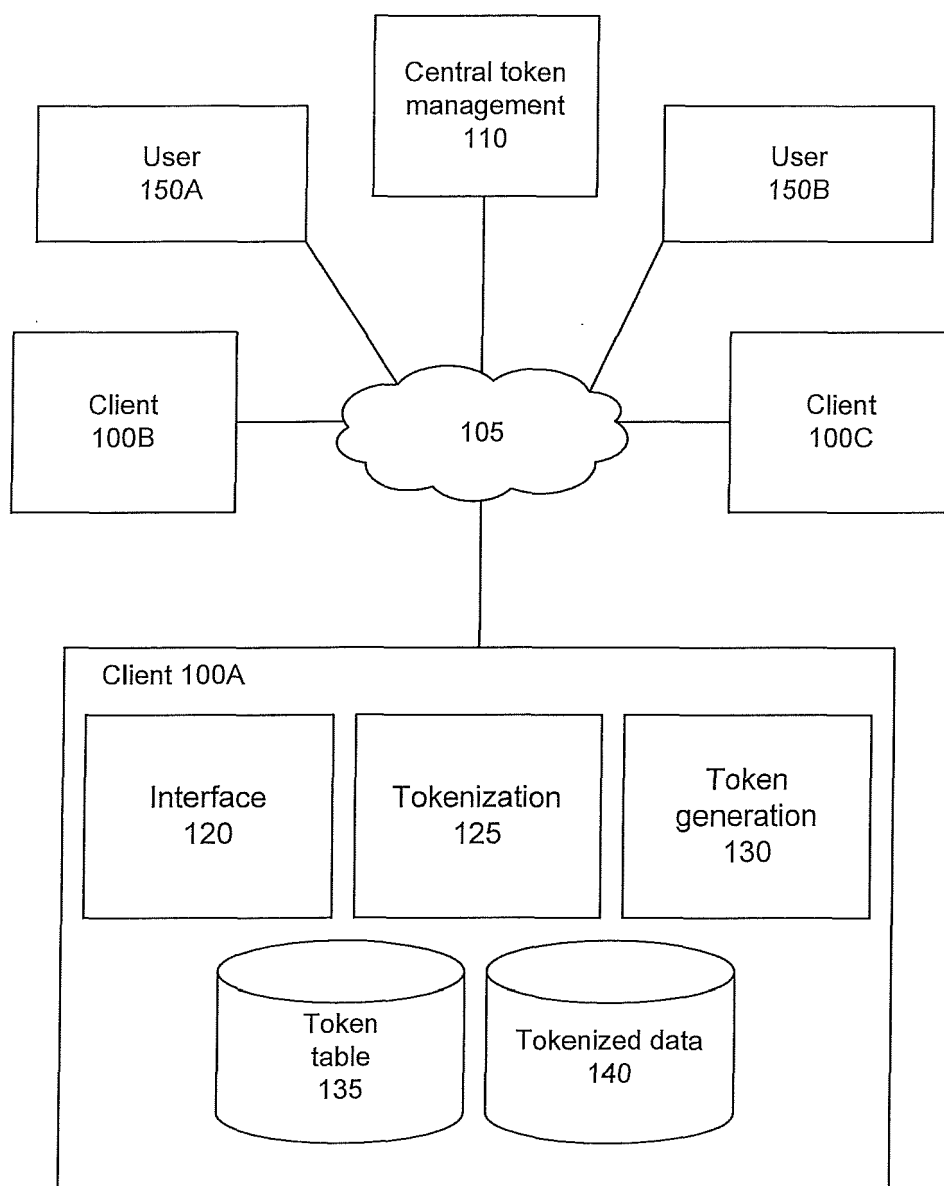 Central token
management
110
User
150A
User
150B
Client
100B
105
Client
100C
Client 100A
Interface
120
Tokenization
125
Token
generation
130
Token
table
135
Tokenized data
140